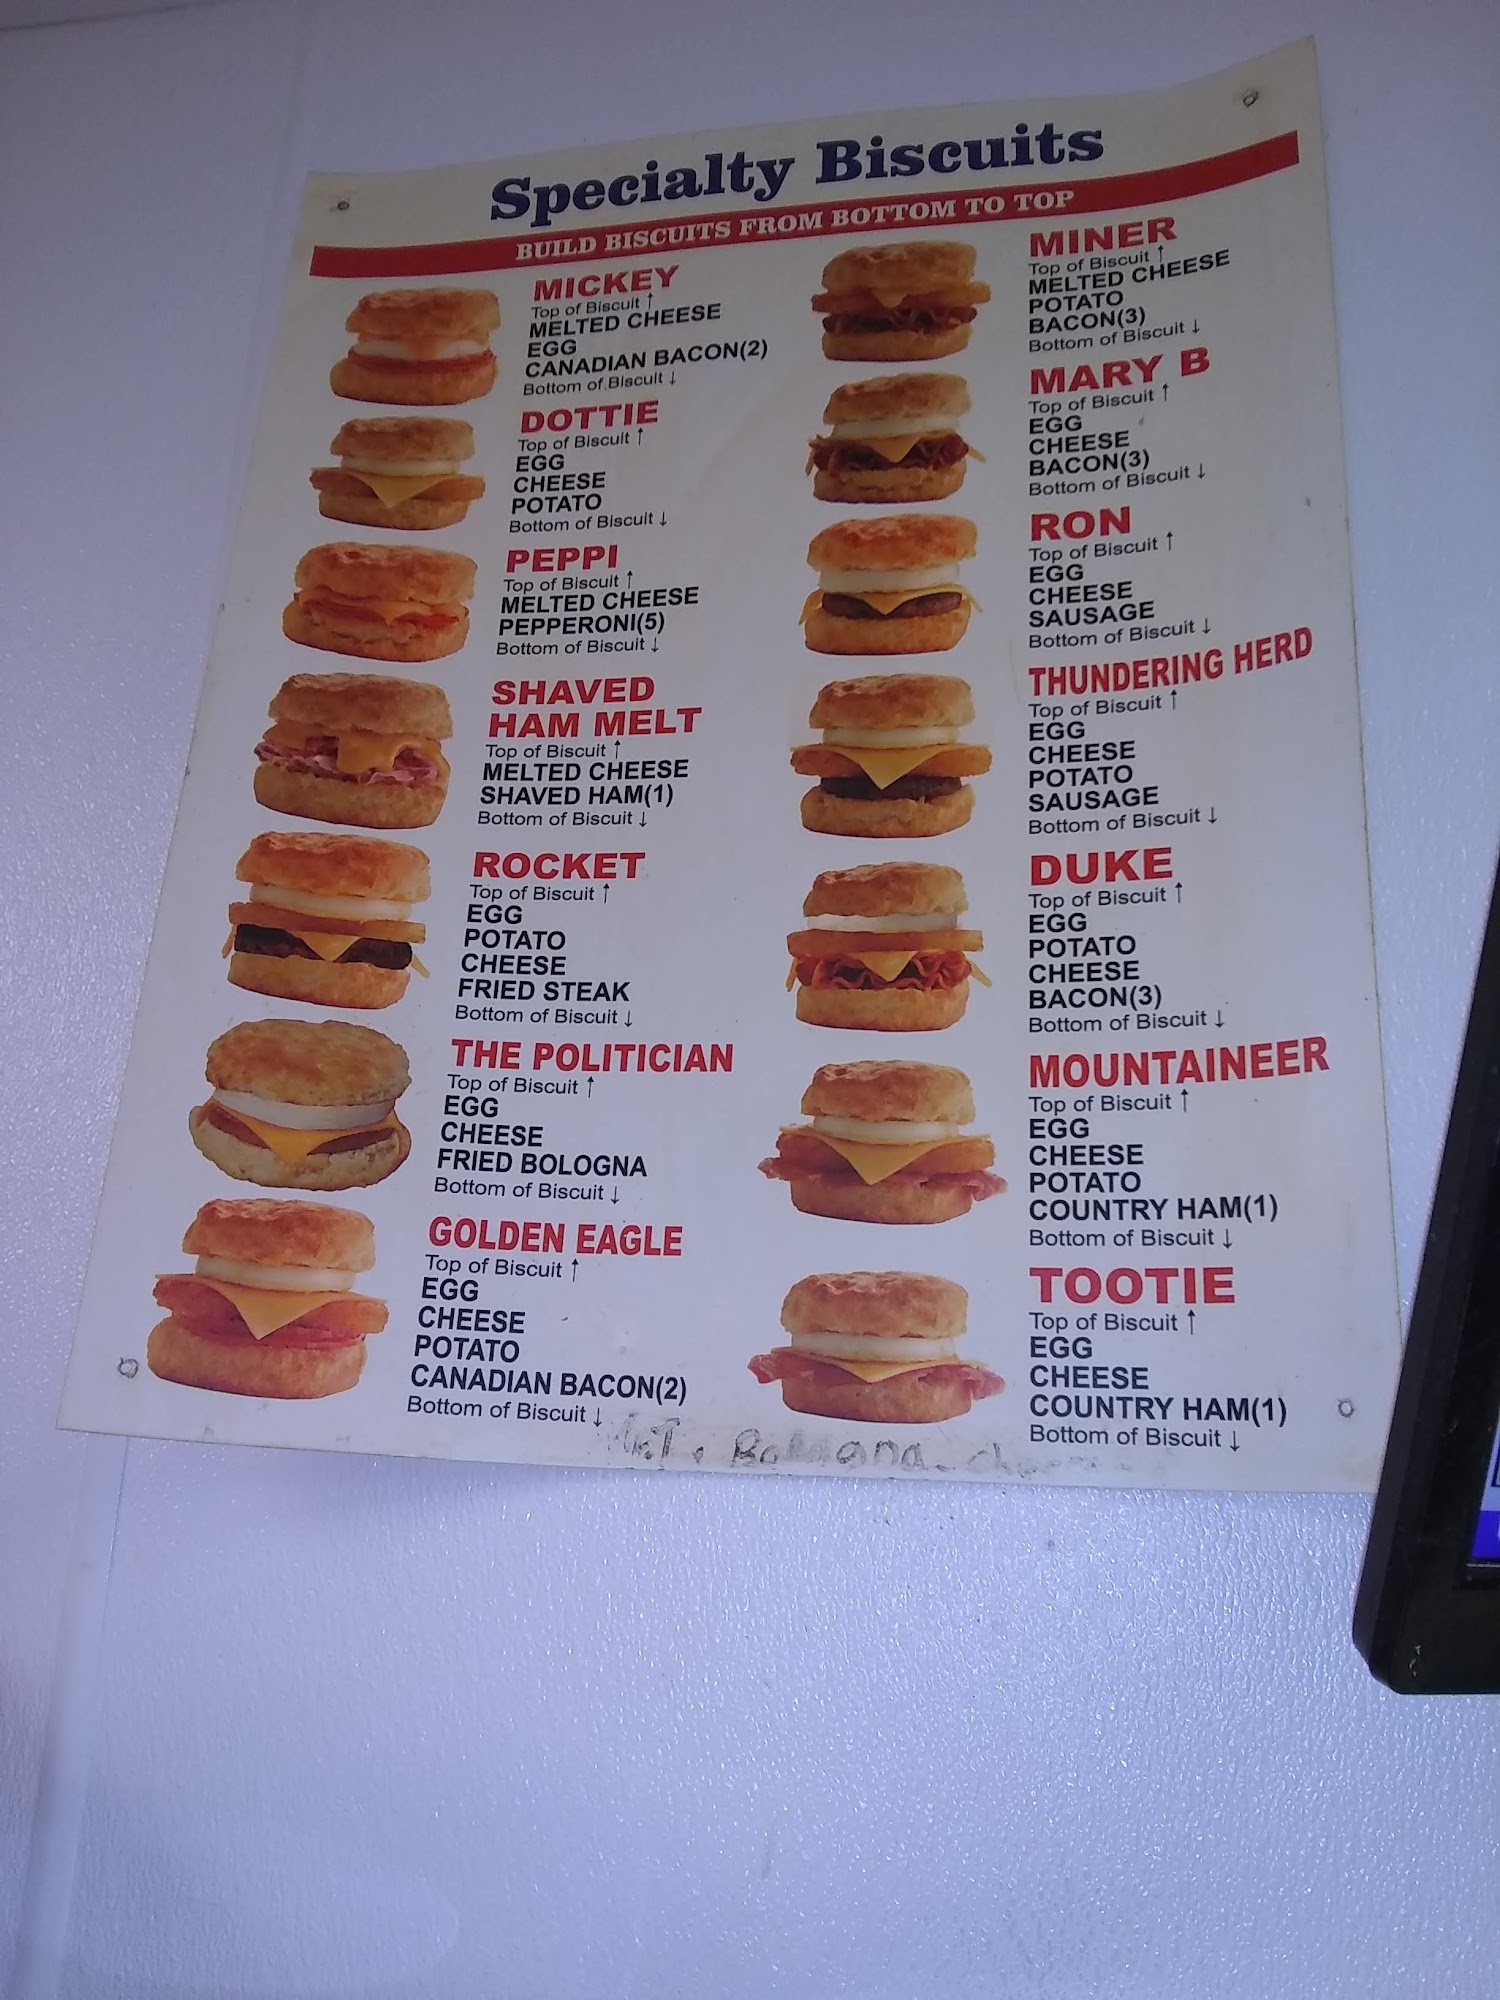 Specialty Biscuits
BUILD BISCUITS FROM BOTTOM TO TOP
MICKEY
Top of Biscuit ↑
MELTED CHEESE
EGG
CANADIAN BACON(2)
Bottom of Biscuit ↓
DOTTIE
Top of Biscuit ↑
EGG
CHEESE
POTATO
Bottom of Biscuit ↓
PEPPI
Top of Biscuit ↑
MELTED CHEESE
PEPPERONI(5)
Bottom of Biscuit ↓
SHAVED
HAM MELT
Top of Biscuit ↑
MELTED CHEESE
SHAVED HAM(1)
Bottom of Biscuit ↓
ROCKET
Top of Biscuit ↑
EGG
POTATO
CHEESE
FRIED STEAK
Bottom of Biscuit ↓
THE POLITICIAN
Top of Biscuit ↑
EGG
CHEESE
FRIED BOLOGNA
Bottom of Biscuit ↓
GOLDEN EAGLE
Top of Biscuit ↑
EGG
CHEESE
POTATO
CANADIAN BACON(2)
Bottom of Biscuit ↓
MINER
Top of Biscuit ↑
MELTED CHEESE
POTATO
BACON(3)
Bottom of Biscuit ↓
MARY B
Top of Biscuit ↑
EGG
CHEESE
BACON(3)
Bottom of Biscuit ↓
RON
Top of Biscuit ↑
EGG
CHEESE
SAUSAGE
Bottom of Biscuit ↓
THUNDERING HERD
Top of Biscuit ↑
EGG
CHEESE
POTATO
SAUSAGE
Bottom of Biscuit ↓
DUKE
Top of Biscuit ↑
EGG
POTATO
CHEESE
BACON(3)
Bottom of Biscuit ↓
MOUNTAINEER
Top of Biscuit ↑
EGG
CHEESE
POTATO
COUNTRY HAM(1)
Bottom of Biscuit ↓
TOOTIE
Top of Biscuit ↑
EGG
CHEESE
COUNTRY HAM(1)
Bottom of Biscuit ↓